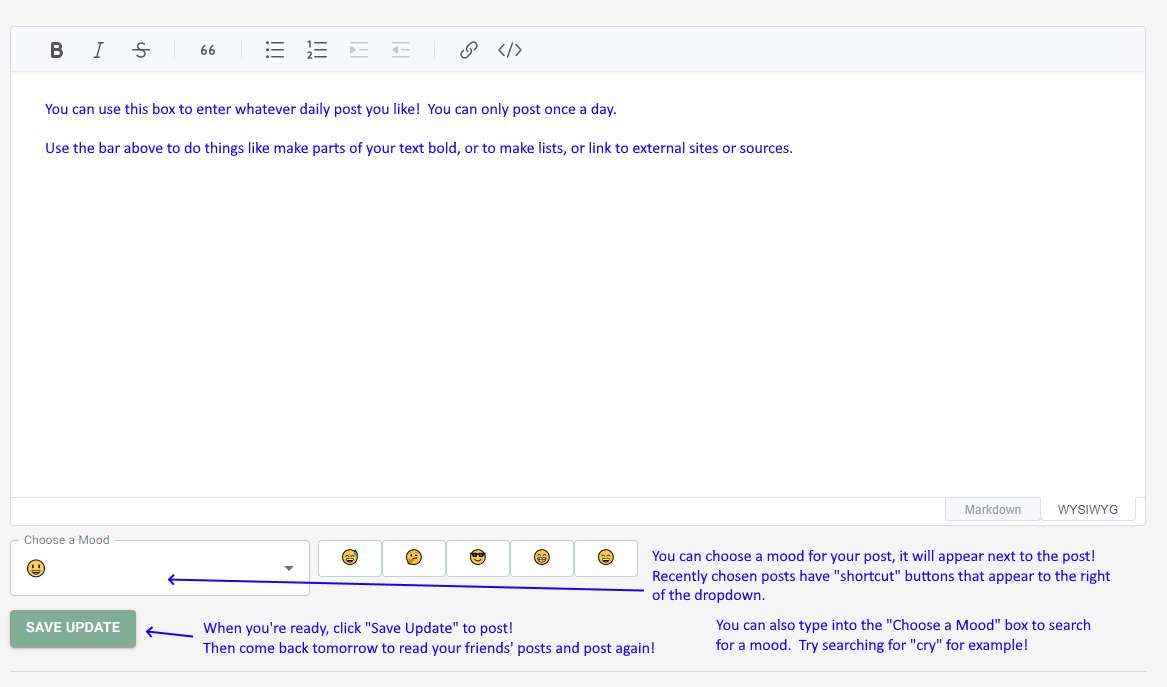 B I S 66
You can use this box to enter whatever daily post you like!  You can only post once a day.
Use the bar above to do things like make parts of your text bold, or to make lists, or link to external sites or sources.
Markdown WYSIWYG
Choose a Mood
You can choose a mood for your post, it will appear next to the post!
Recently chosen posts have "shortcut" buttons that appear to the right
of the dropdown.
SAVE UPDATE
When you're ready, click "Save Update" to post!
Then come back tomorrow to read your friends' posts and post again!
You can also type into the "Choose a Mood" box to search
for a mood.  Try searching for "cry" for example!